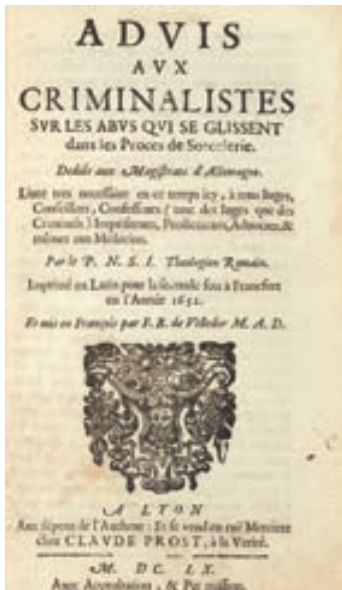 ADVIS
AVX
CRIMINALISTES
SVR LES ABVS QVI SE GLISSENT
dans les Proces de Sorcelerie.
Dediés aux Magistrats d'Allemagne.
Liure tres necessaire en ce temps icy, à tous Iuges,
Conseillers, Confesseurs (tant des Iuges que des
Criminels) Inquisiteurs, Predicateurs, Aduocats, &
mémes aux Medecins.
Par le P. N. S. I. Theologien Romain.
Imprimé en Latin pour la seconde fois à Francfort
en l'Année 1632.
Et mis en François par F. B. de Velledor M. A. D.
A LYON
Aux dépens de l'Autheur: Et se vend en ruë Merciere
chez CLAVDE PROST, à la Verité.
M. DC. LX.
Auec Approbation, & Permission.